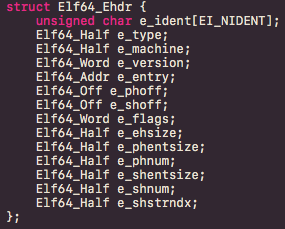 struct Elf64_Ehdr {
    unsigned char e_ident[EI_NIDENT];
    Elf64_Half e_type;
    Elf64_Half e_machine;
    Elf64_Word e_version;
    Elf64_Addr e_entry;
    Elf64_Off e_phoff;
    Elf64_Off e_shoff;
    Elf64_Word e_flags;
    Elf64_Half e_ehsize;
    Elf64_Half e_phentsize;
    Elf64_Half e_phnum;
    Elf64_Half e_shentsize;
    Elf64_Half e_shnum;
    Elf64_Half e_shstrndx;
};